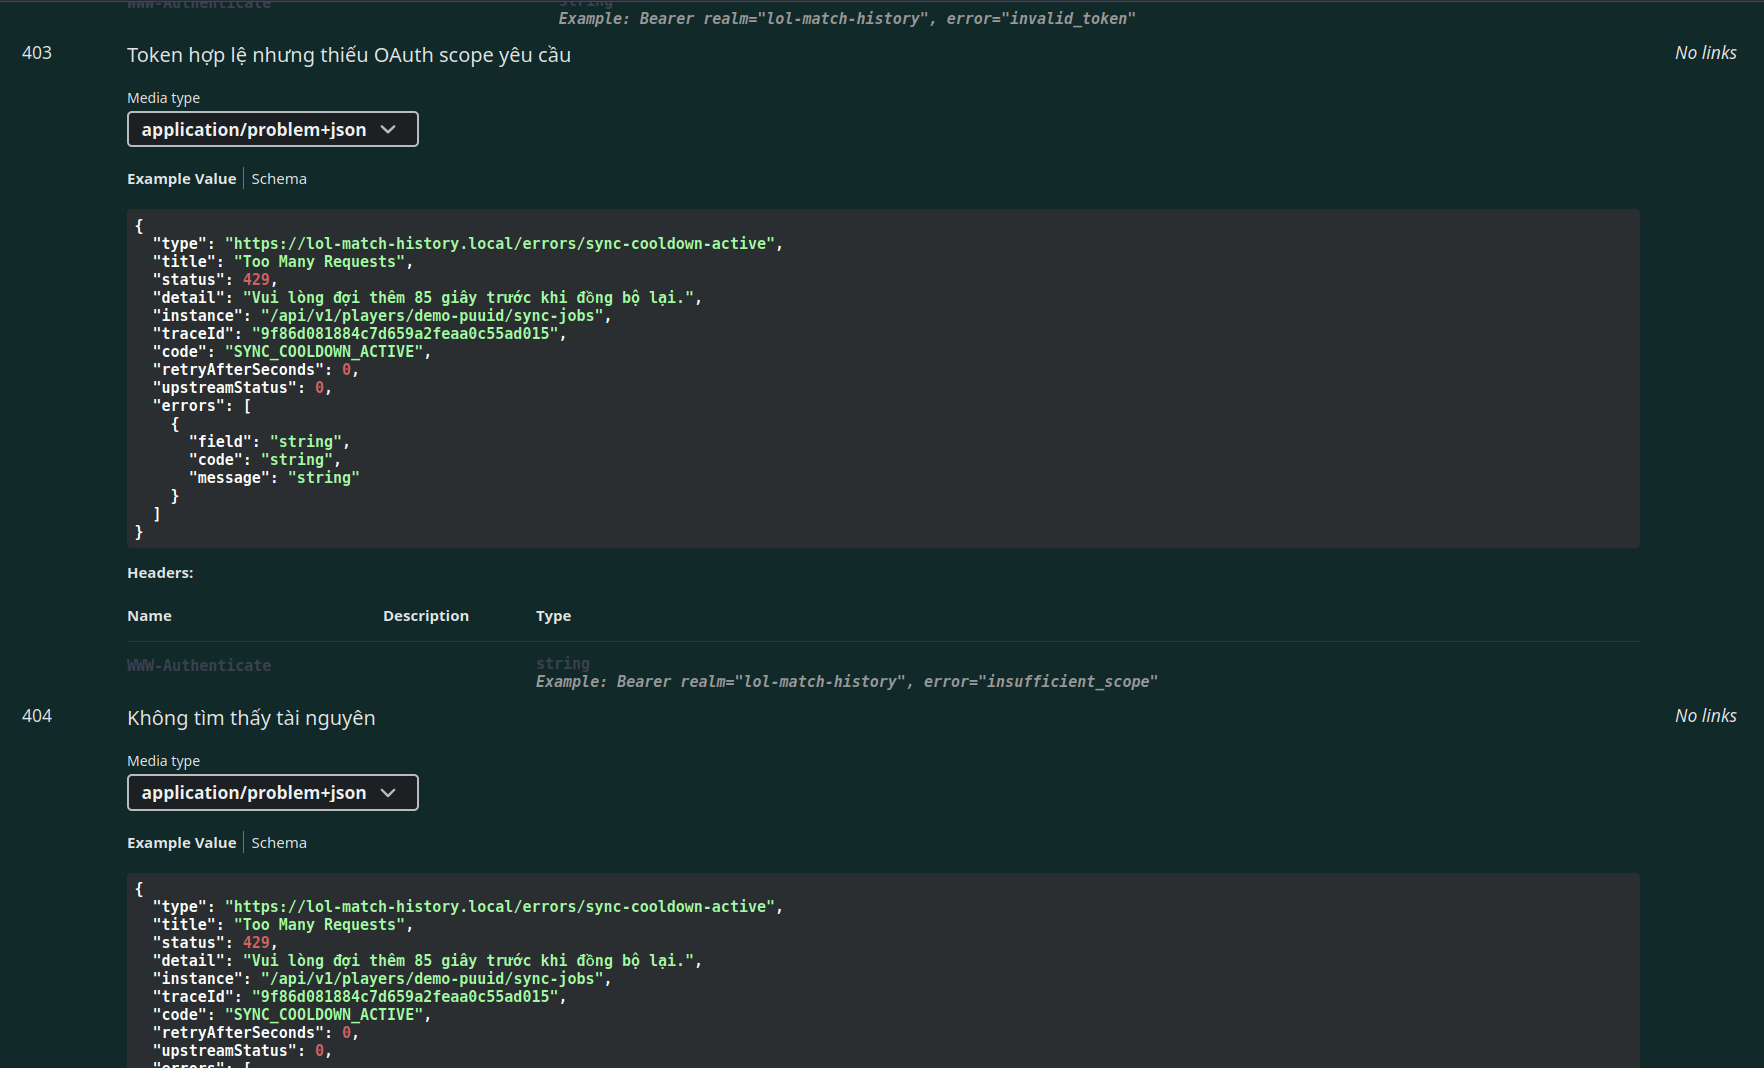 WWW-Authenticate string
Example: Bearer realm="lol-match-history", error="invalid_token"
403 Token hợp lệ nhưng thiếu OAuth scope yêu cầu No links
Media type
application/problem+json
Example Value Schema
{
"type": "https://lol-match-history.local/errors/sync-cooldown-active",
"title": "Too Many Requests",
"status": 429,
"detail": "Vui lòng đợi thêm 85 giây trước khi đồng bộ lại.",
"instance": "/api/v1/players/demo-puuid/sync-jobs",
"traceId": "9f86d081884c7d659a2feaa0c55ad015",
"code": "SYNC_COOLDOWN_ACTIVE",
"retryAfterSeconds": 0,
"upstreamStatus": 0,
"errors": [
{
"field": "string",
"code": "string",
"message": "string"
}
]
}
Headers:
Name Description Type
WWW-Authenticate string
Example: Bearer realm="lol-match-history", error="insufficient_scope"
404 Không tìm thấy tài nguyên No links
Media type
application/problem+json
Example Value Schema
{
"type": "https://lol-match-history.local/errors/sync-cooldown-active",
"title": "Too Many Requests",
"status": 429,
"detail": "Vui lòng đợi thêm 85 giây trước khi đồng bộ lại.",
"instance": "/api/v1/players/demo-puuid/sync-jobs",
"traceId": "9f86d081884c7d659a2feaa0c55ad015",
"code": "SYNC_COOLDOWN_ACTIVE",
"retryAfterSeconds": 0,
"upstreamStatus": 0,
"errors": [